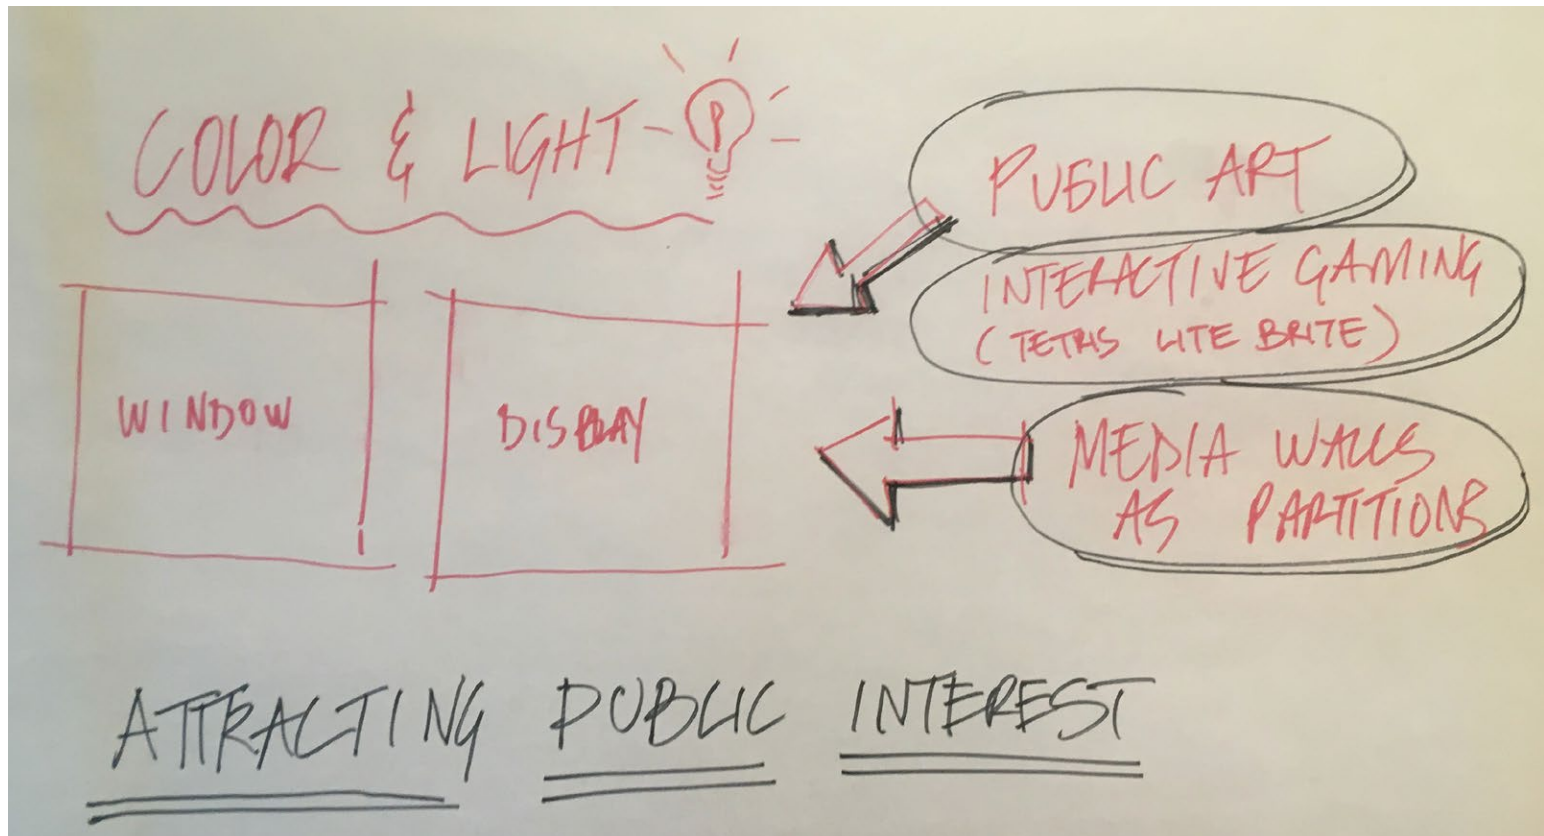 COLOR & LIGHT
PUBLIC ART
INTERACTIVE GAMING
(TETRIS LITE BRITE)
WINDOW
DISPLAY
MEDIA WALLS
AS PARTITIONS
ATTRACTING PUBLIC INTEREST